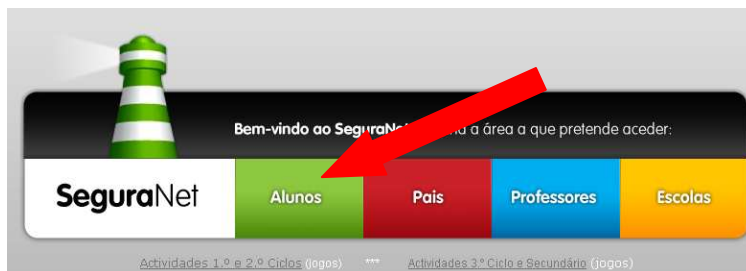 Bem-vindo ao SeguraNet a área a que pretende aceder:
SeguraNet Alunos Pais Professores Escolas
Actividades 1.º e 2.º Ciclos (jogos) *** Actividades 3.º Ciclo e Secundário (jogos)